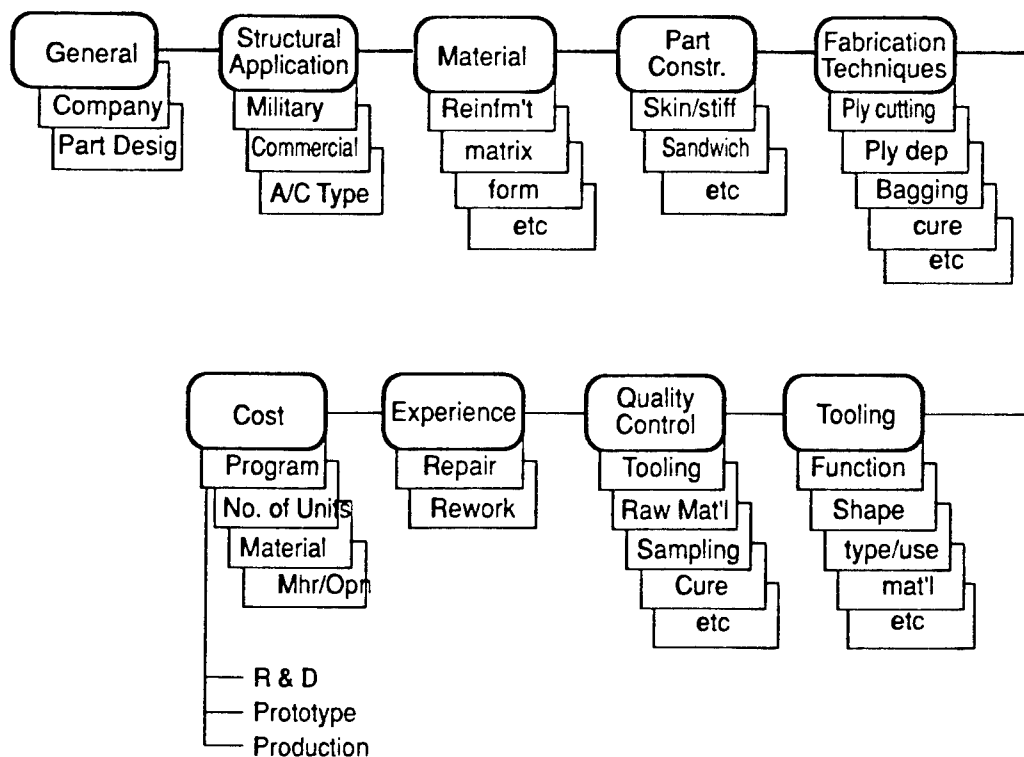 General
Company
Part Desig
Structural
Application
Military
Commercial
A/C Type
Material
Reinfm't
matrix
form
etc
Part
Constr.
Skin/stiff
Sandwich
etc
Fabrication
Techniques
Ply cutting
Ply dep
Bagging
cure
etc
Cost
Program
No. of Units
Material
Mhr/Opn
R & D
Prototype
Production
Experience
Repair
Rework
Quality
Control
Tooling
Raw Mat'l
Sampling
Cure
etc
Tooling
Function
Shape
type/use
mat'l
etc